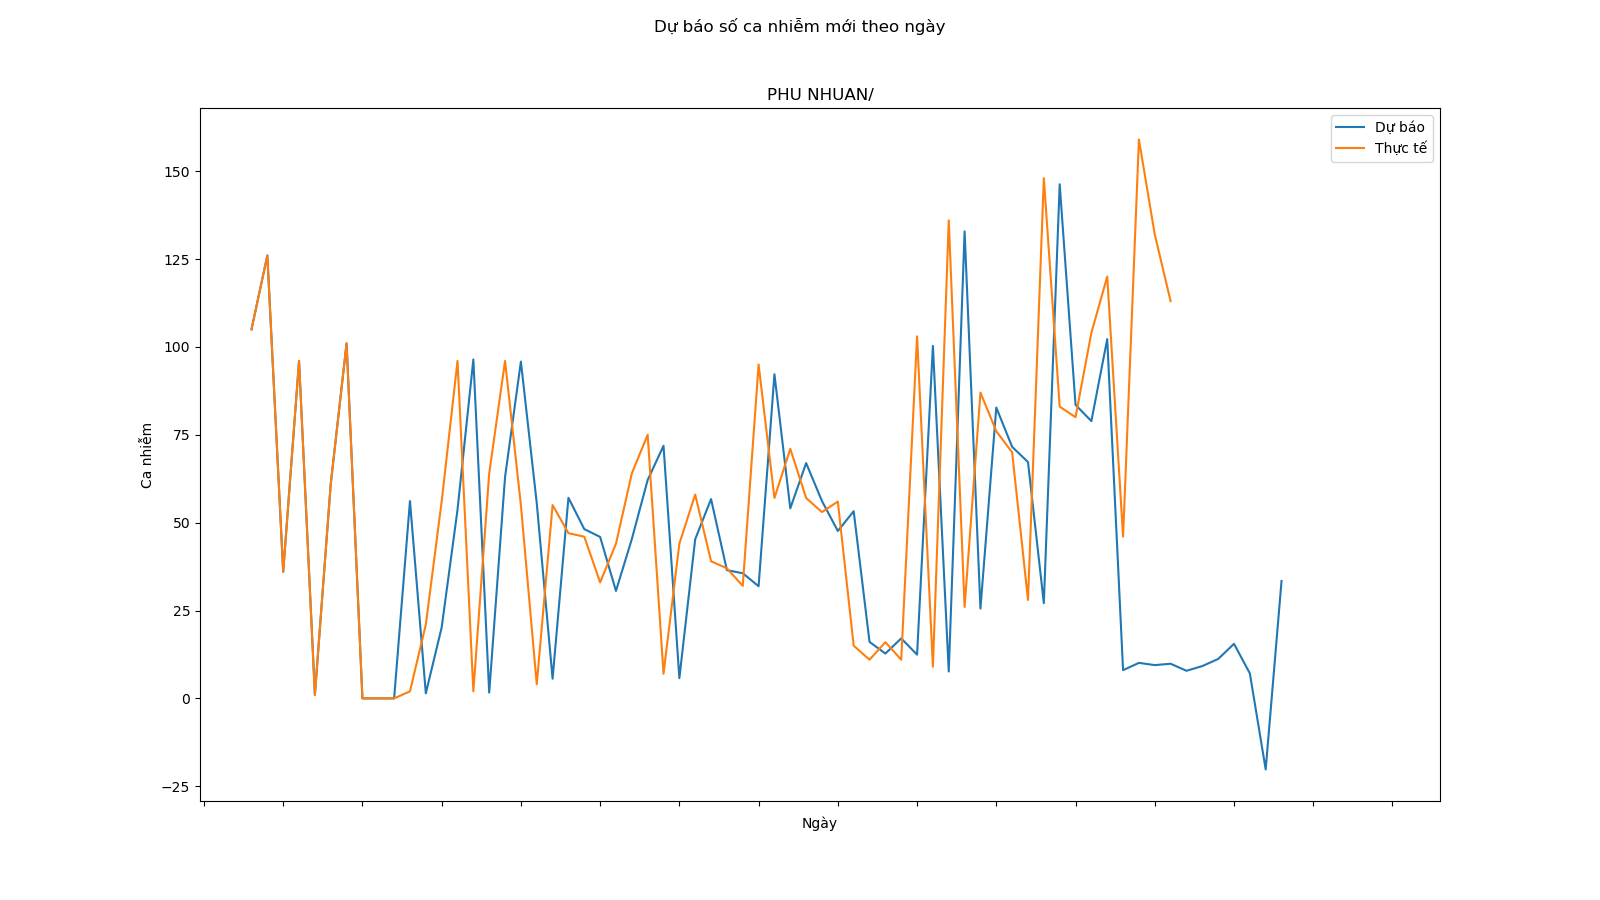 Dự báo số ca nhiễm mới theo ngày
PHU NHUAN/
Dự báo
Thực tế
150
125
100
75
50
25
0
−25
Ca nhiễm
Ngày